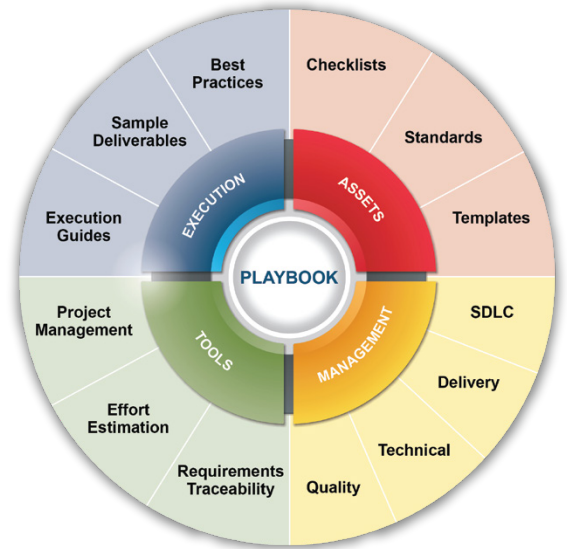 Best
Practices
Checklists
Sample
Deliverables
Standards
Execution
Guides
Templates
EXECUTION
ASSETS
PLAYBOOK
TOOLS
MANAGEMENT
Project
Management
SDLC
Effort
Estimation
Delivery
Requirements
Traceability
Technical
Quality